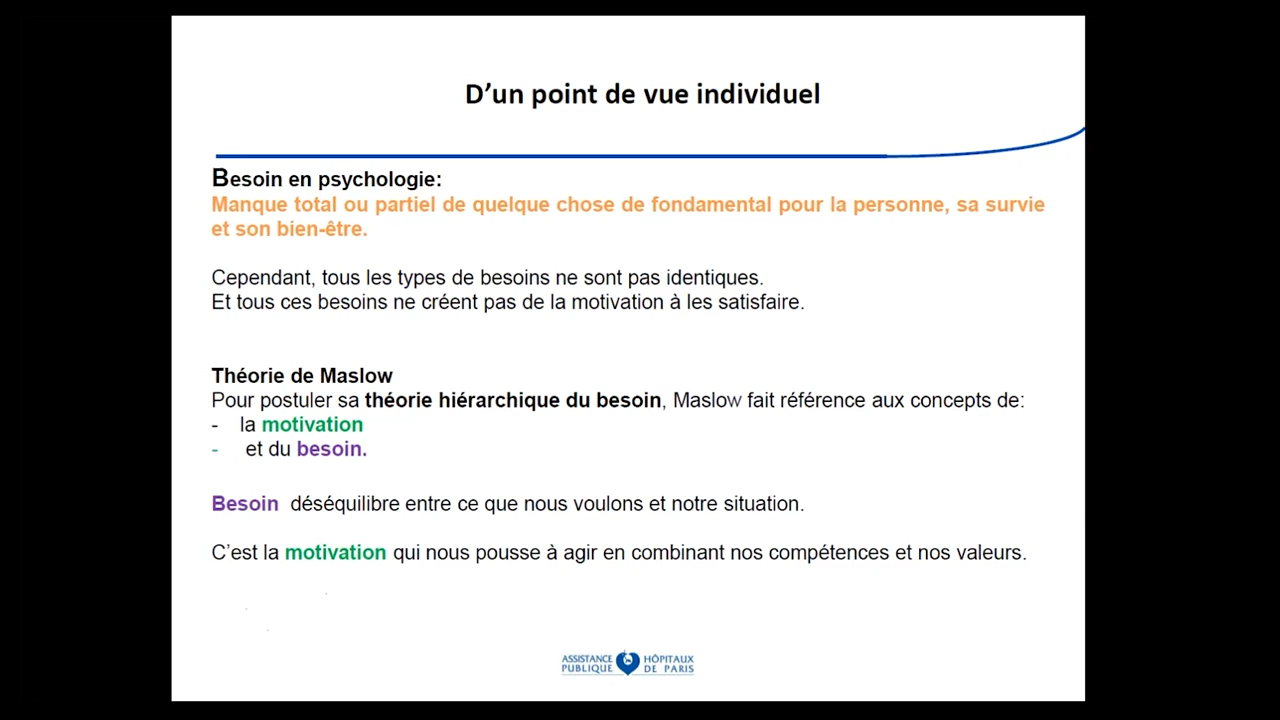 D’un point de vue individuel
Besoin en psychologie:
Manque total ou partiel de quelque chose de fondamental pour la personne, sa survie
et son bien-être.
Cependant, tous les types de besoins ne sont pas identiques.
Et tous ces besoins ne créent pas de la motivation à les satisfaire.
Théorie de Maslow
Pour postuler sa théorie hiérarchique du besoin, Maslow fait référence aux concepts de:
- la motivation
- et du besoin.
Besoin déséquilibre entre ce que nous voulons et notre situation.
C’est la motivation qui nous pousse à agir en combinant nos compétences et nos valeurs.
ASSISTANCE HÔPITAUX
PUBLIQUE DE PARIS